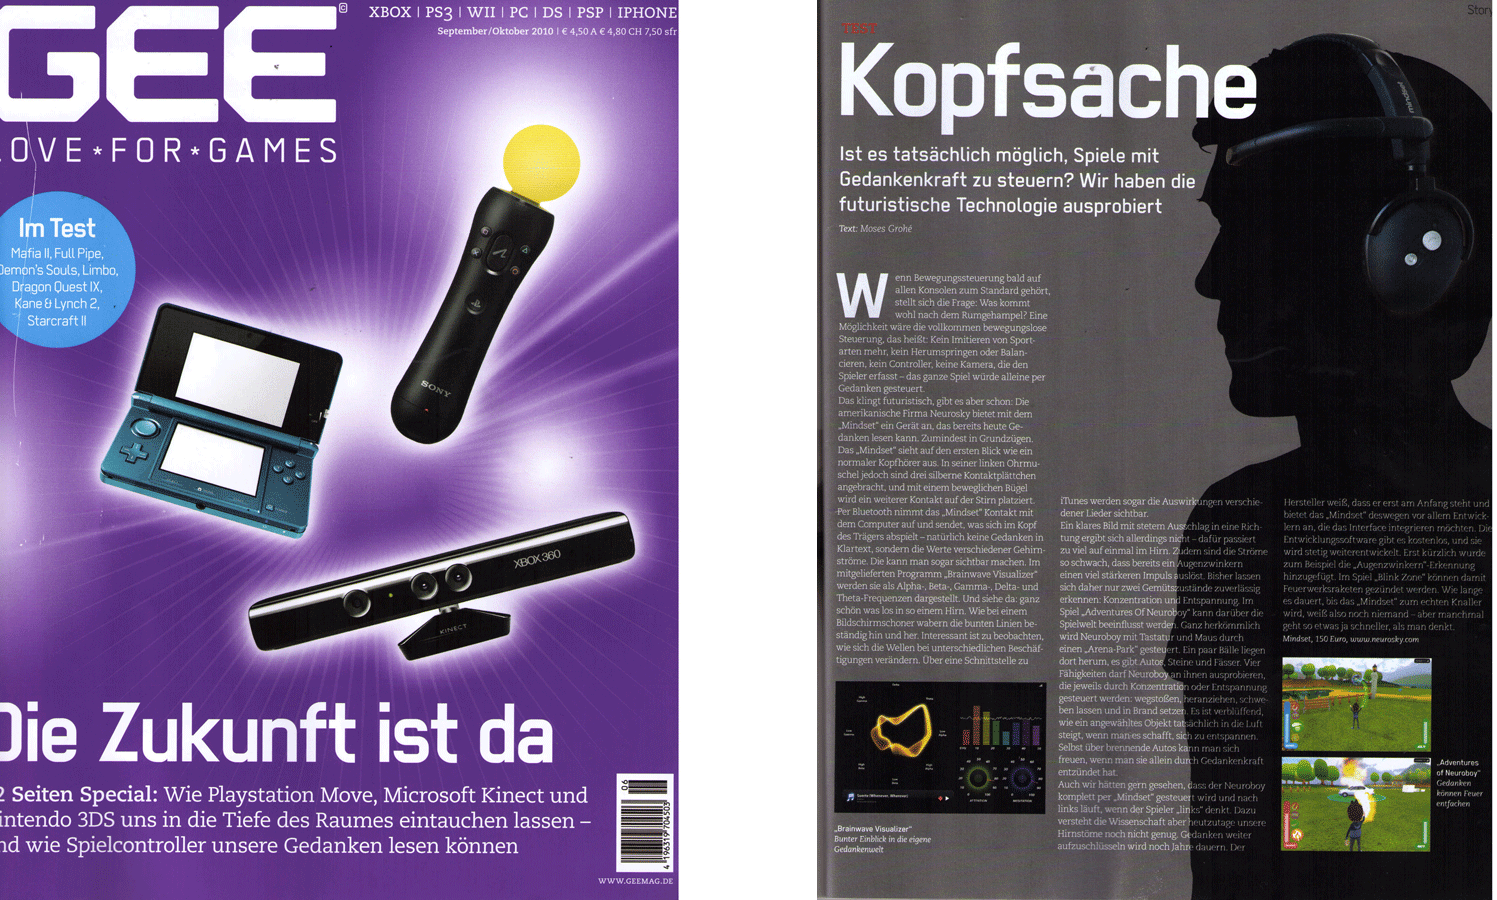 GEE©
LOVE*FOR*GAMES
XBOX | PS3 | WII | PC | DS | PSP | IPHONE
September/Oktober 2010 | € 4,50 A € 4,80 CH 7,50 sfr
Im Test
Mafia II, Full Pipe,
Demon's Souls, Limbo,
Dragon Quest IX,
Kane & Lynch 2,
Starcraft II
SONY
XBOX 360
KINECT
Die Zukunft ist da
2 Seiten Special: Wie Playstation Move, Microsoft Kinect und
intendo 3DS uns in die Tiefe des Raumes eintauchen lassen –
nd wie Spielcontroller unsere Gedanken lesen können
06
4 196319 704503
WWW.GEEMAG.DE
Story
TEST
Kopfsache
Ist es tatsächlich möglich, Spiele mit
Gedankenkraft zu steuern? Wir haben die
futuristische Technologie ausprobiert
Text: Moses Grohé
mindset
Wenn Bewegungssteuerung bald auf
allen Konsolen zum Standard gehört,
stellt sich die Frage: Was kommt
wohl nach dem Rumgehampel? Eine
Möglichkeit wäre die vollkommen bewegungslose
Steuerung, das heißt: Kein Imitieren von Sport-
arten mehr, kein Herumspringen oder Balan-
cieren, kein Controller, keine Kamera, die den
Spieler erfasst – das ganze Spiel würde alleine per
Gedanken gesteuert.
Das klingt futuristisch, gibt es aber schon: Die
amerikanische Firma Neurosky bietet mit dem
„Mindset" ein Gerät an, das bereits heute Ge-
danken lesen kann. Zumindest in Grundzügen.
Das „Mindset" sieht auf den ersten Blick wie ein
normaler Kopfhörer aus. In seiner linken Ohrmu-
schel jedoch sind drei silberne Kontaktplättchen
angebracht, und mit einem beweglichen Bügel
wird ein weiterer Kontakt auf der Stirn platziert.
Per Bluetooth nimmt das „Mindset" Kontakt mit
dem Computer auf und sendet, was sich im Kopf
des Trägers abspielt – natürlich keine Gedanken in
Klartext, sondern die Werte verschiedener Gehirn-
ströme. Die kann man sogar sichtbar machen. Im
mitgelieferten Programm „Brainwave Visualizer"
werden sie als Alpha-, Beta-, Gamma-, Delta- und
Theta-Frequenzen dargestellt. Und siehe da: ganz
schön was los in so einem Hirn. Wie bei einem
Bildschirmschoner wabern die bunten Linien be-
ständig hin und her. Interessant ist zu beobachten,
wie sich die Wellen bei unterschiedlichen Beschäf-
tigungen verändern. Über eine Schnittstelle zu
„Brainwave Visualizer"
Bunter Einblick in die eigene
Gedankenwelt
iTunes werden sogar die Auswirkungen verschie-
dener Lieder sichtbar.
Ein klares Bild mit stetem Ausschlag in eine Rich-
tung ergibt sich allerdings nicht – dafür passiert
zu viel auf einmal im Hirn. Zudem sind die Ströme
so schwach, dass bereits ein Augenzwinkern
einen viel stärkeren Impuls auslöst. Bisher lassen
sich daher nur zwei Gemütszustände zuverlässig
erkennen: Konzentration und Entspannung. Im
Spiel „Adventures Of Neuroboy" kann darüber die
Spielwelt beeinflusst werden. Ganz herkömmlich
wird Neuroboy mit Tastatur und Maus durch
einen „Arena-Park" gesteuert. Ein paar Bälle liegen
dort herum, es gibt Autos, Steine und Fässer. Vier
Fähigkeiten darf Neuroboy an ihnen ausprobieren,
die jeweils durch Konzentration oder Entspannung
gesteuert werden: wegstoßen, heranziehen, schwe-
ben lassen und in Brand setzen. Es ist verblüffend,
wie ein angewähltes Objekt tatsächlich in die Luft
steigt, wenn man es schafft, sich zu entspannen.
Selbst über brennende Autos kann man sich
freuen, wenn man sie allein durch Gedankenkraft
entzündet hat.
Auch wir hätten gern gesehen, dass der Neuroboy
komplett per „Mindset" gesteuert wird und nach
links läuft, wenn der Spieler „links" denkt. Dazu
versteht die Wissenschaft aber heutzutage unsere
Hirnströme noch nicht genug. Gedanken weiter
aufzuschlüsseln wird noch Jahre dauern. Der
Hersteller weiß, dass er erst am Anfang steht und
bietet das „Mindset" deswegen vor allem Entwick-
lern an, die das Interface integrieren möchten. Die
Entwicklungssoftware gibt es kostenlos, und sie
wird stetig weiterentwickelt. Erst kürzlich wurde
zum Beispiel die „Augenzwinkern"-Erkennung
hinzugefügt. Im Spiel „Blink Zone" können damit
Feuerwerksraketen gezündet werden. Wie lange
es dauert, bis das „Mindset" zum echten Knaller
wird, weiß also noch niemand – aber manchmal
geht so etwas ja schneller, als man denkt.
Mindset, 150 Euro, www.neurosky.com
„Adventures
of Neuroboy"
Gedanken
können Feuer
entfachen